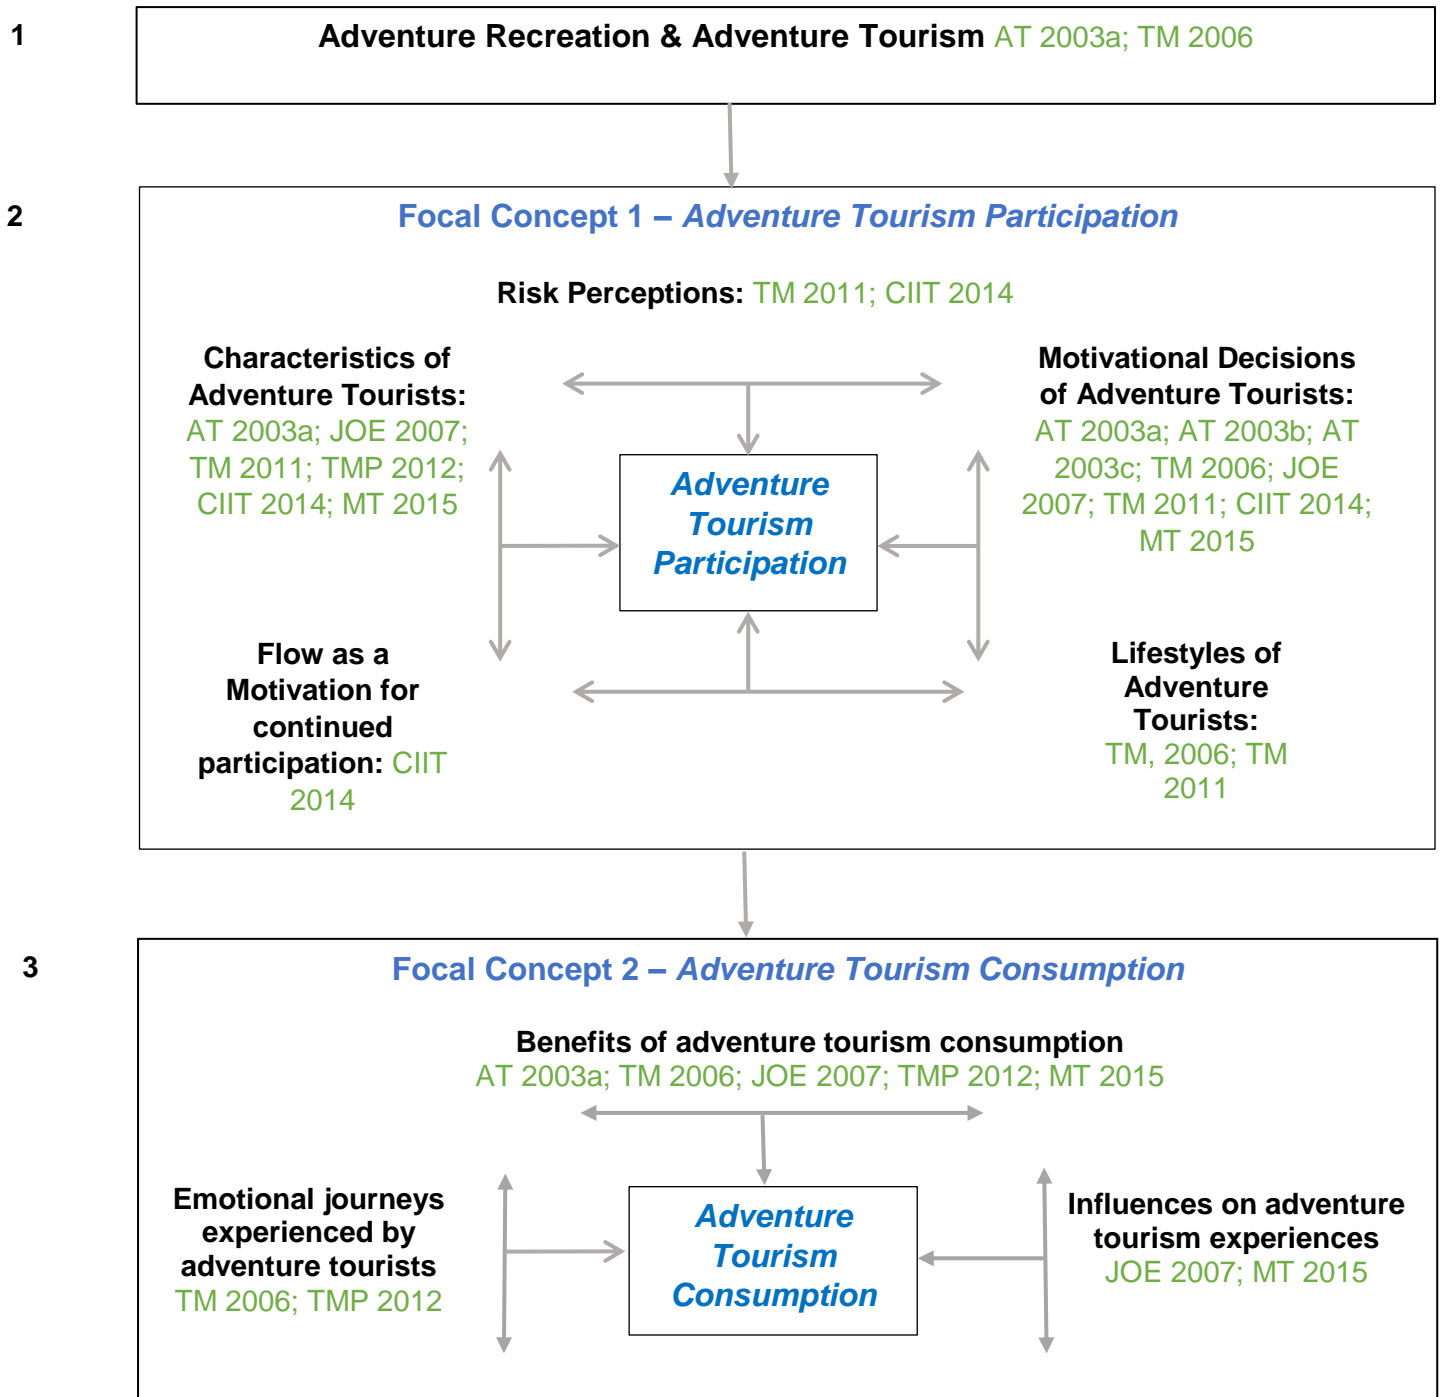 1
Adventure Recreation & Adventure Tourism AT 2003a; TM 2006
2
Focal Concept 1 – Adventure Tourism Participation
Risk Perceptions: TM 2011; CIIT 2014
Characteristics of
Adventure Tourists:
AT 2003a; JOE 2007;
TM 2011; TMP 2012;
CIIT 2014; MT 2015
Motivational Decisions
of Adventure Tourists:
AT 2003a; AT 2003b; AT
2003c; TM 2006; JOE
2007; TM 2011; CIIT 2014;
MT 2015
Adventure
Tourism
Participation
Flow as a
Motivation for
continued
participation: CIIT
2014
Lifestyles of
Adventure
Tourists:
TM, 2006; TM
2011
3
Focal Concept 2 – Adventure Tourism Consumption
Benefits of adventure tourism consumption
AT 2003a; TM 2006; JOE 2007; TMP 2012; MT 2015
Emotional journeys
experienced by
adventure tourists
TM 2006; TMP 2012
Adventure
Tourism
Consumption
Influences on adventure
tourism experiences
JOE 2007; MT 2015